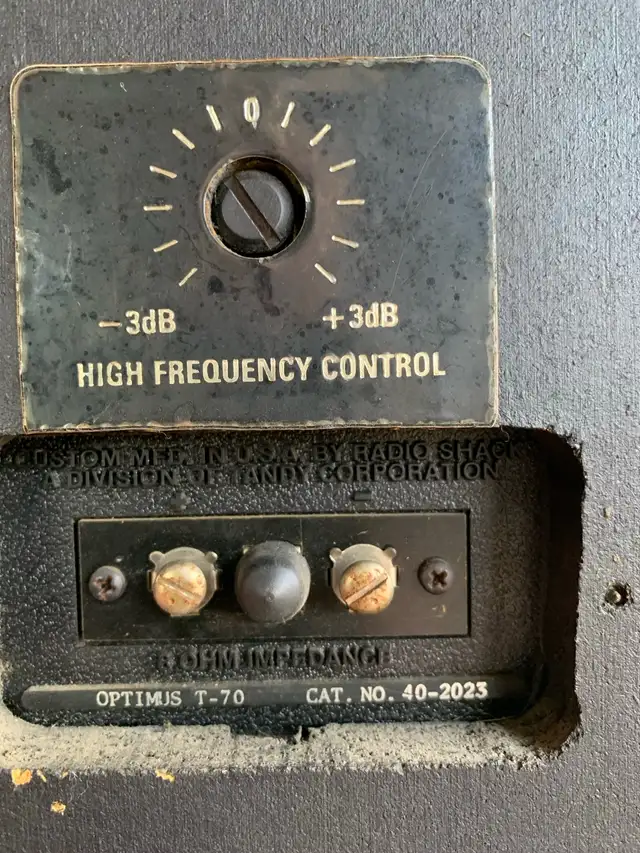 0
-3dB +3dB
HIGH FREQUENCY CONTROL
CUSTOM MFD. IN U.S.A. BY RADIO SHACK
A DIVISION OF TANDY CORPORATION
+ -
8 OHM IMPEDANCE
OPTIMUS T-70 CAT. NO. 40-2023